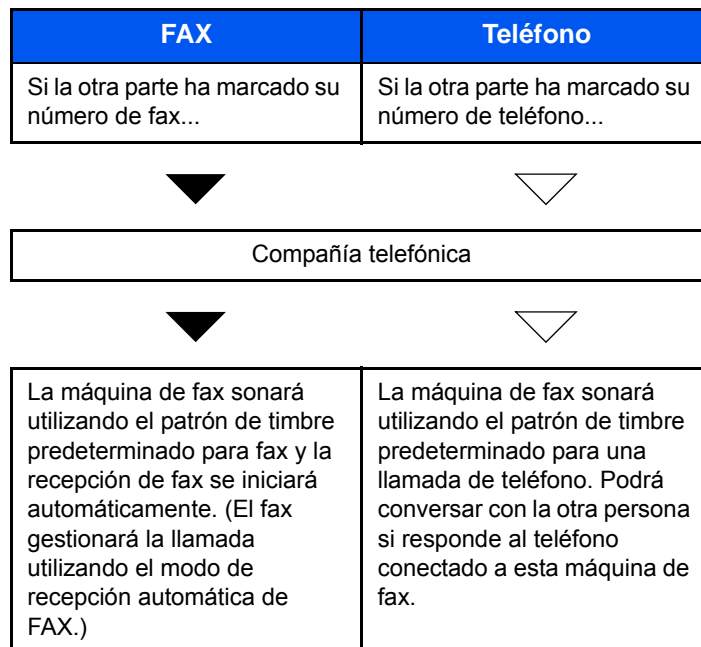 FAX
Teléfono
Si la otra parte ha marcado su
número de fax...
Si la otra parte ha marcado su
número de teléfono...
Compañía telefónica
La máquina de fax sonará
utilizando el patrón de timbre
predeterminado para fax y la
recepción de fax se iniciará
automáticamente. (El fax
gestionará la llamada
utilizando el modo de
recepción automática de
FAX.)
La máquina de fax sonará
utilizando el patrón de timbre
predeterminado para una
llamada de teléfono. Podrá
conversar con la otra persona
si responde al teléfono
conectado a esta máquina de
fax.